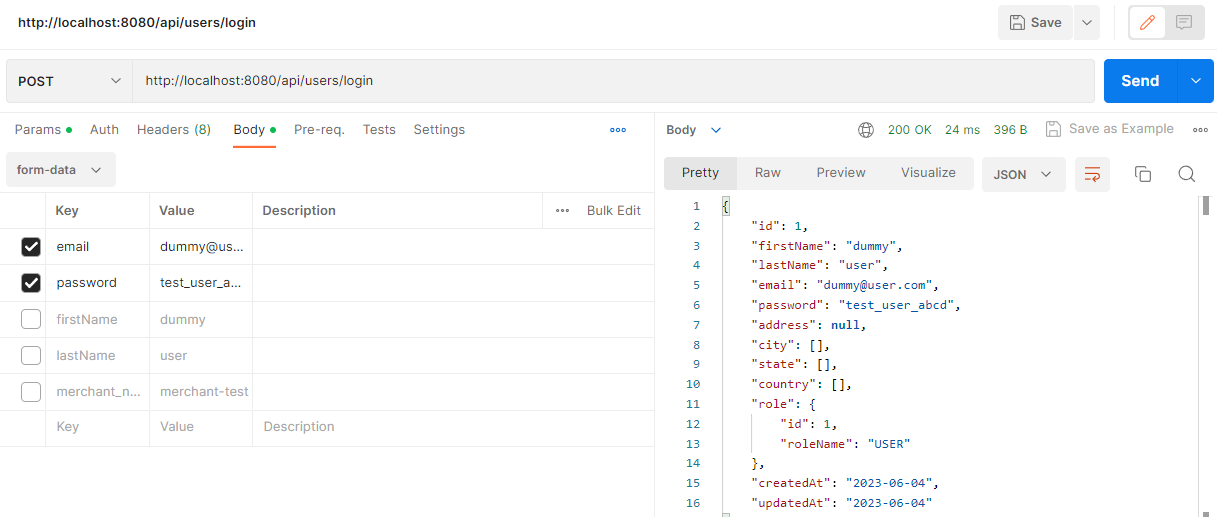 http://localhost:8080/api/users/login
Save
POST
http://localhost:8080/api/users/login
Send
Params
Auth
Headers (8)
Body
Pre-req.
Tests
Settings
form-data
Key
Value
Description
Bulk Edit
email
dummy@us...
password
test_user_a...
firstName
dummy
lastName
user
merchant_n...
merchant-test
Key
Value
Description
Body
200 OK
24 ms
396 B
Save as Example
Pretty
Raw
Preview
Visualize
JSON
1 {
2 "id": 1,
3 "firstName": "dummy",
4 "lastName": "user",
5 "email": "dummy@user.com",
6 "password": "test_user_abcd",
7 "address": null,
8 "city": [],
9 "state": [],
10 "country": [],
11 "role": {
12 "id": 1,
13 "roleName": "USER"
14 },
15 "createdAt": "2023-06-04",
16 "updatedAt": "2023-06-04"